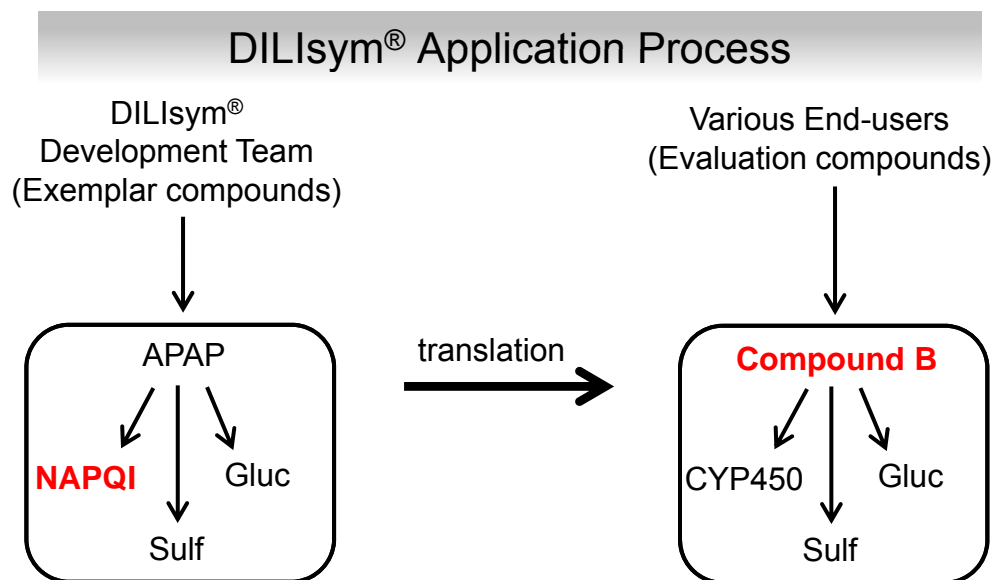 DILIsym® Application Process
DILIsym®
Development Team
(Exemplar compounds)
Various End-users
(Evaluation compounds)
APAP
NAPQI
Gluc
Sulf
translation
Compound B
CYP450
Gluc
Sulf